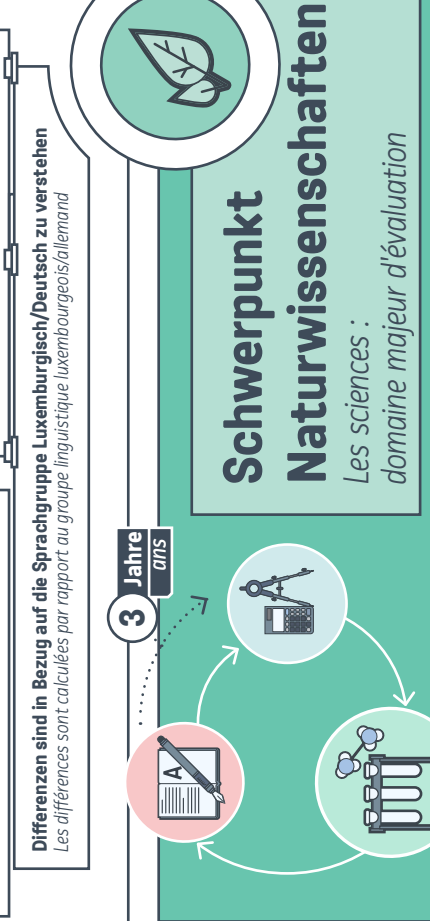 Differenzen sind in Bezug auf die Sprachgruppe Luxemburgisch/Deutsch zu verstehen
Les différences sont calculées par rapport au groupe linguistique luxembourgeois/allemand
3 Jahre
ans
Schwerpunkt
Naturwissenschaften
Les sciences :
domaine majeur d'évaluation
A